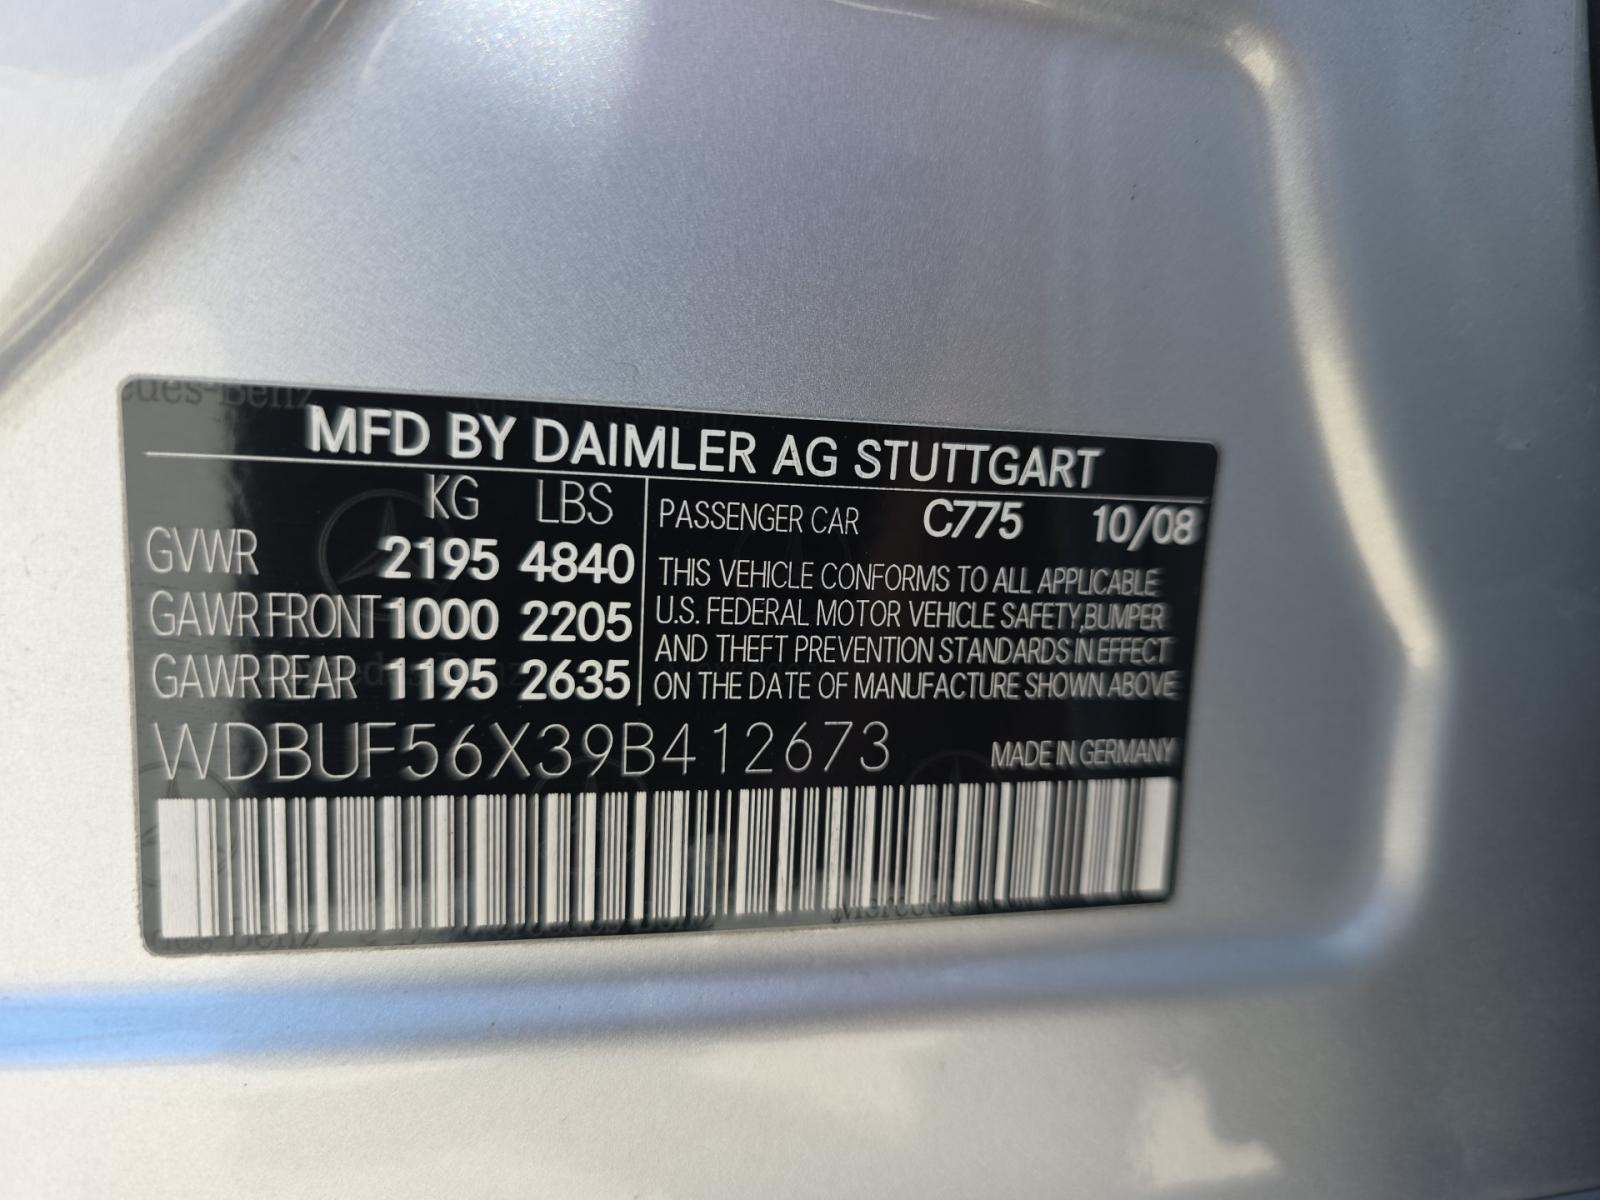 MFD BY DAIMLER AG STUTTGART
KG LBS
GVWR 2195 4840
GAWR FRONT 1000 2205
GAWR REAR 1195 2635
PASSENGER CAR C775 10/08
THIS VEHICLE CONFORMS TO ALL APPLICABLE
U.S. FEDERAL MOTOR VEHICLE SAFETY,BUMPER
AND THEFT PREVENTION STANDARDS IN EFFECT
ON THE DATE OF MANUFACTURE SHOWN ABOVE
WDBUF56X39B412673 MADE IN GERMANY